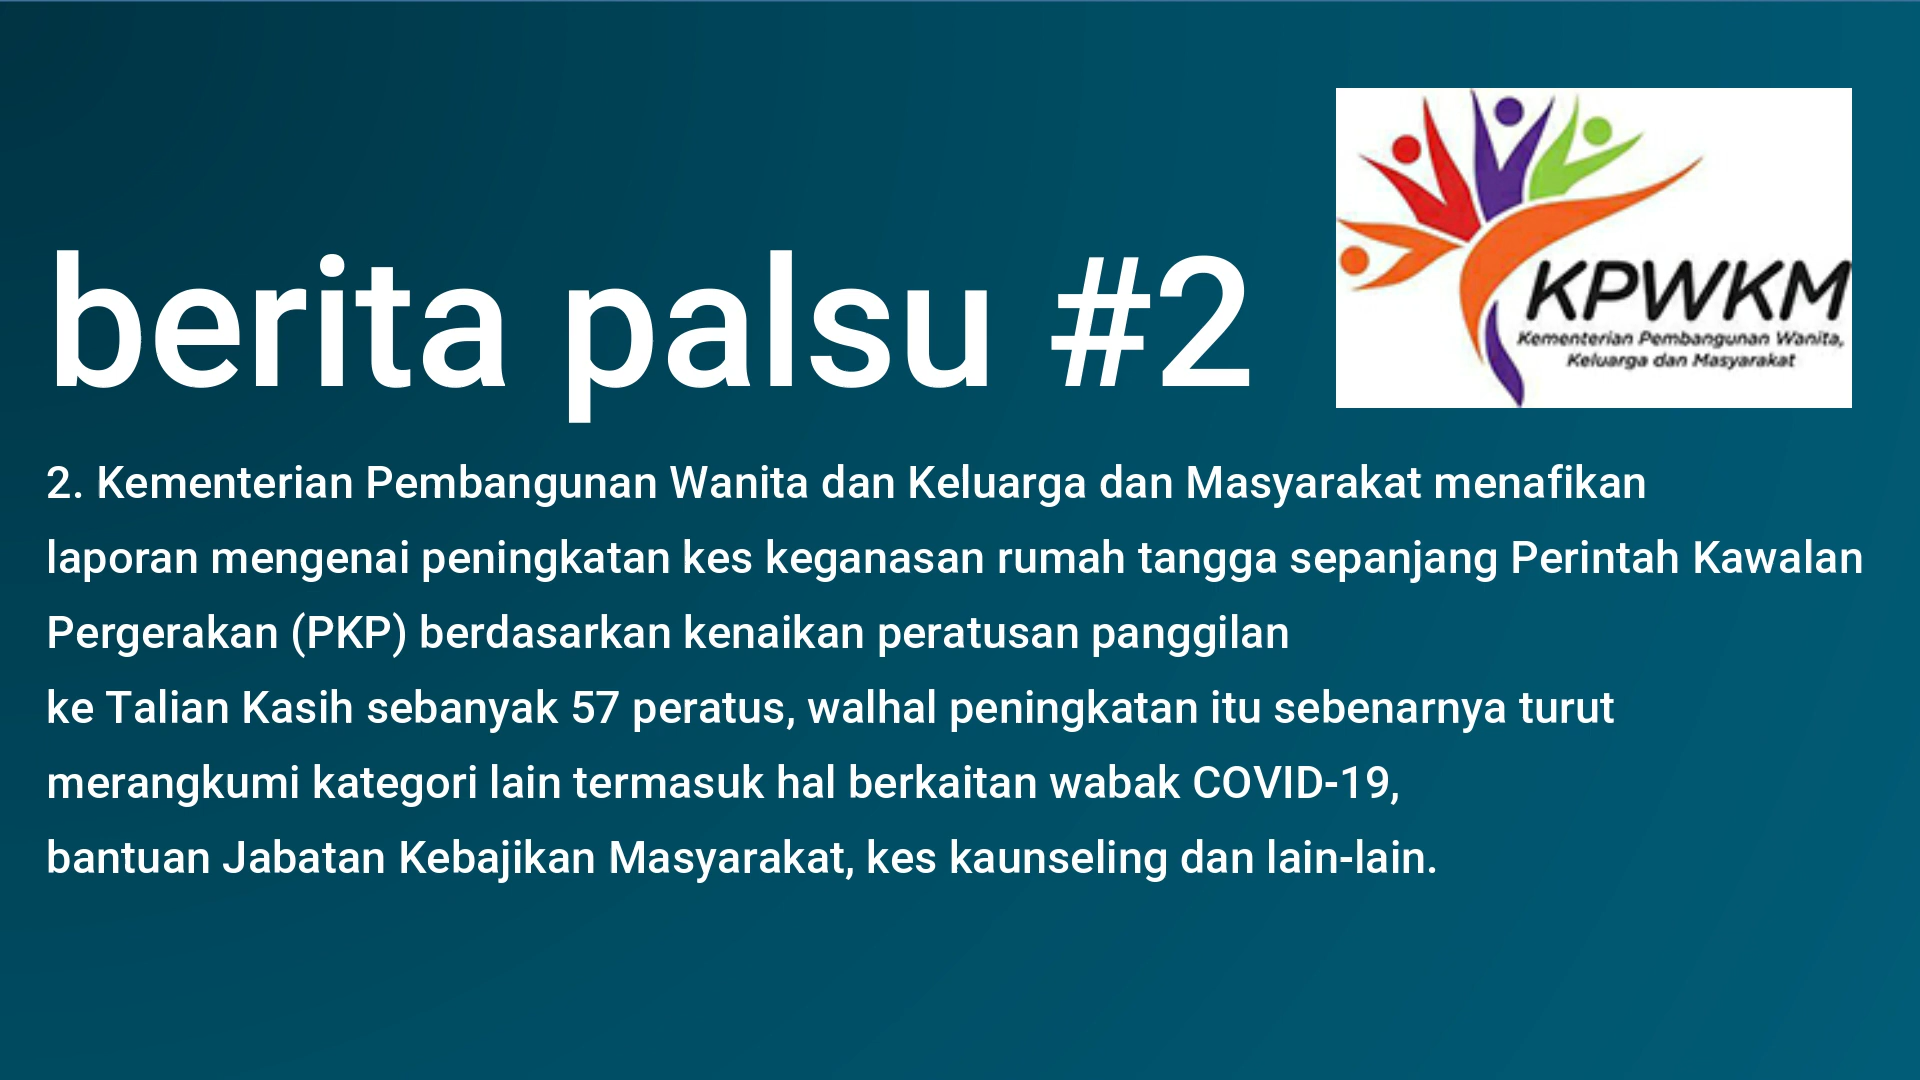 berita palsu #2
KPWKM
Kementerian Pembangunan Wanita,
Keluarga dan Masyarakat
2. Kementerian Pembangunan Wanita dan Keluarga dan Masyarakat menafikan
laporan mengenai peningkatan kes keganasan rumah tangga sepanjang Perintah Kawalan
Pergerakan (PKP) berdasarkan kenaikan peratusan panggilan
ke Talian Kasih sebanyak 57 peratus, walhal peningkatan itu sebenarnya turut
merangkumi kategori lain termasuk hal berkaitan wabak COVID-19,
bantuan Jabatan Kebajikan Masyarakat, kes kaunseling dan lain-lain.